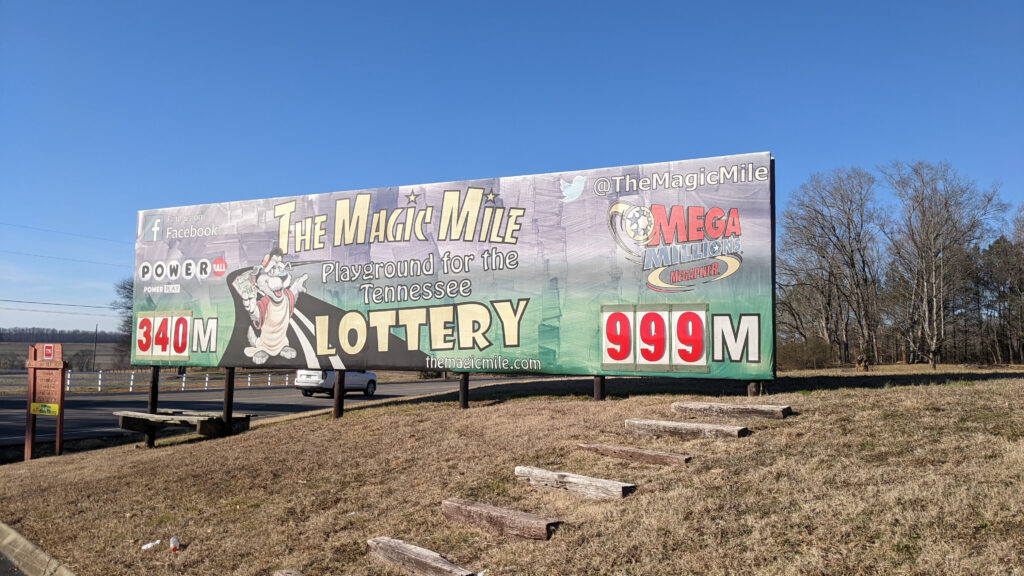 Facebook
THE MAGIC MILE
@TheMagicMile
POWER
POWER PLAY
Playground for the
Tennessee
LOTTERY
MEGA
MILLIONS
MEGAPLIER
340M
999M
themagicmile.com